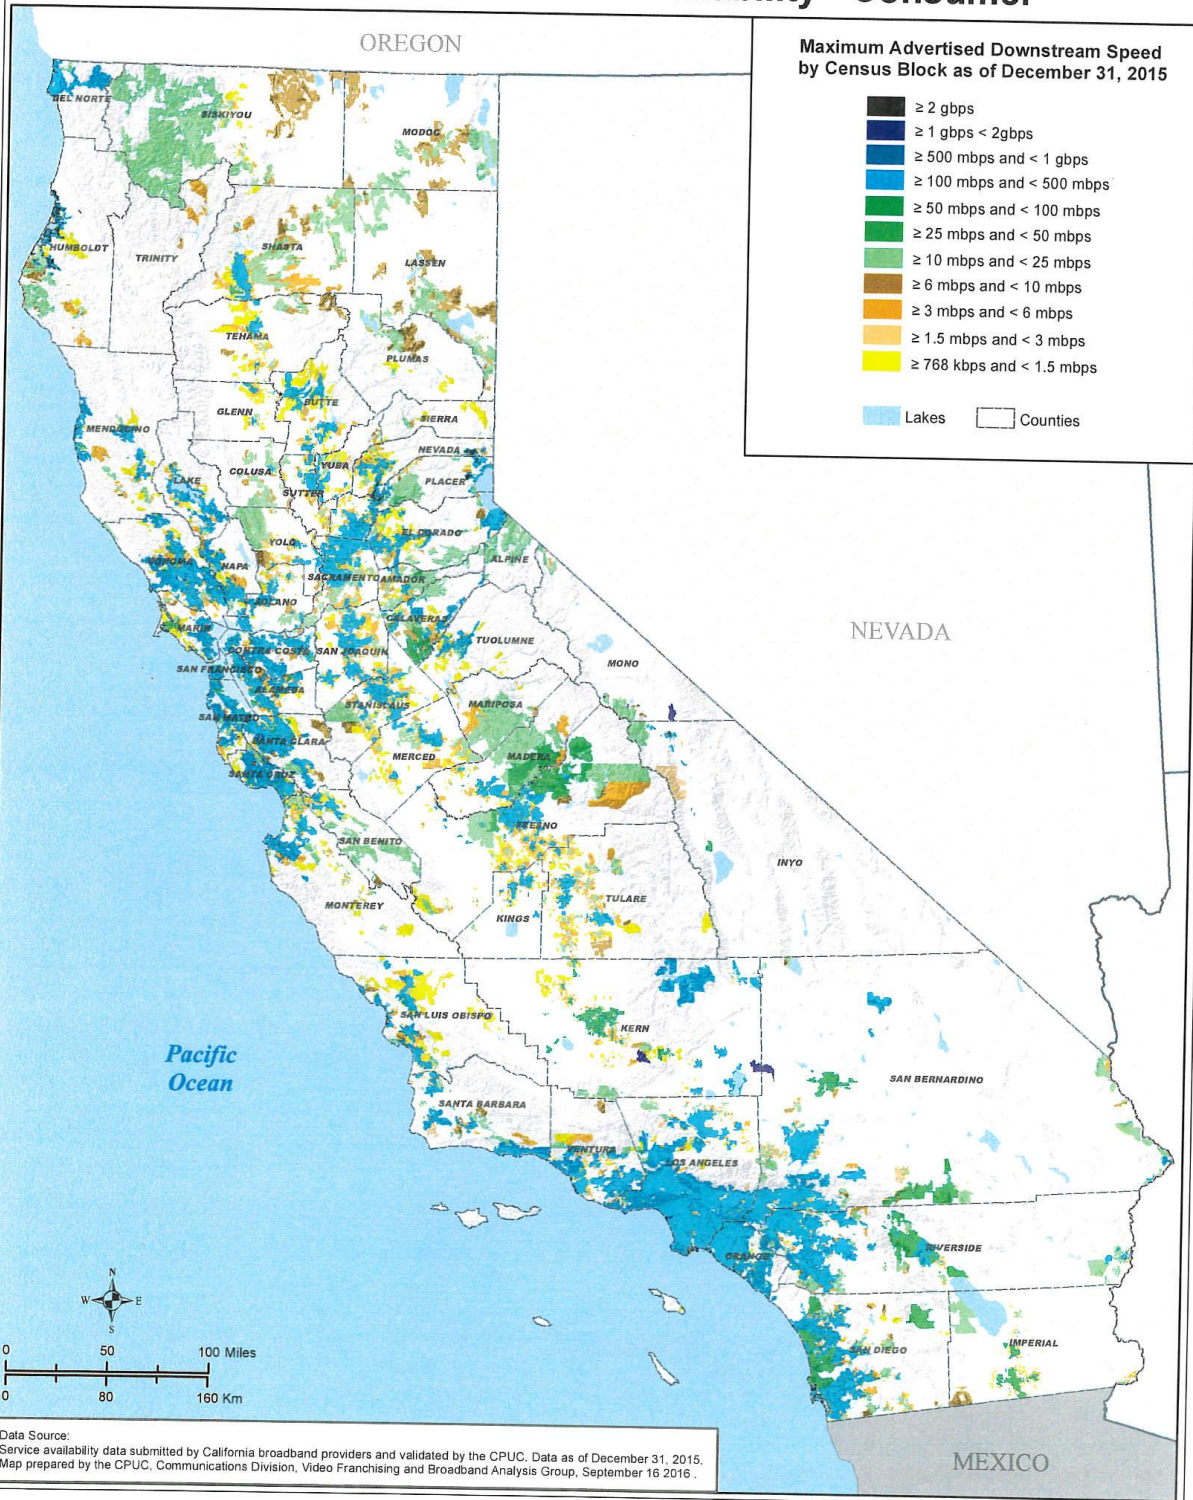 Consumer
OREGON
Maximum Advertised Downstream Speed
by Census Block as of December 31, 2015
≥ 2 gbps
≥ 1 gbps < 2gbps
≥ 500 mbps and < 1 gbps
≥ 100 mbps and < 500 mbps
≥ 50 mbps and < 100 mbps
≥ 25 mbps and < 50 mbps
≥ 10 mbps and < 25 mbps
≥ 6 mbps and < 10 mbps
≥ 3 mbps and < 6 mbps
≥ 1.5 mbps and < 3 mbps
≥ 768 kbps and < 1.5 mbps
Lakes
Counties
DEL NORTE
SISKIYOU
MODOC
HUMBOLDT
TRINITY
SHASTA
LASSEN
TEHAMA
PLUMAS
GLENN
BUTTE
MENDOCINO
SIERRA
NEVADA
COLUSA
YUBA
LAKE
SUTTER
PLACER
EL DORADO
YOLO
ALPINE
SONOMA
NAPA
SACRAMENTO
AMADOR
SOLANO
CALAVERAS
MARIN
TUOLUMNE
NEVADA
CONTRA COSTA
SAN JOAQUIN
MONO
SAN FRANCISCO
ALAMEDA
STANISLAUS
MARIPOSA
SAN MATEO
SANTA CLARA
MERCED
MADERA
SANTA CRUZ
FRESNO
SAN BENITO
INYO
MONTEREY
TULARE
KINGS
SAN LUIS OBISPO
KERN
Pacific
Ocean
SAN BERNARDINO
SANTA BARBARA
VENTURA
LOS ANGELES
ORANGE
RIVERSIDE
SAN DIEGO
IMPERIAL
N
W
E
S
0 50 100 Miles
0 80 160 Km
MEXICO
Data Source:
Service availability data submitted by California broadband providers and validated by the CPUC. Data as of December 31, 2015.
Map prepared by the CPUC, Communications Division, Video Franchising and Broadband Analysis Group, September 16 2016 .